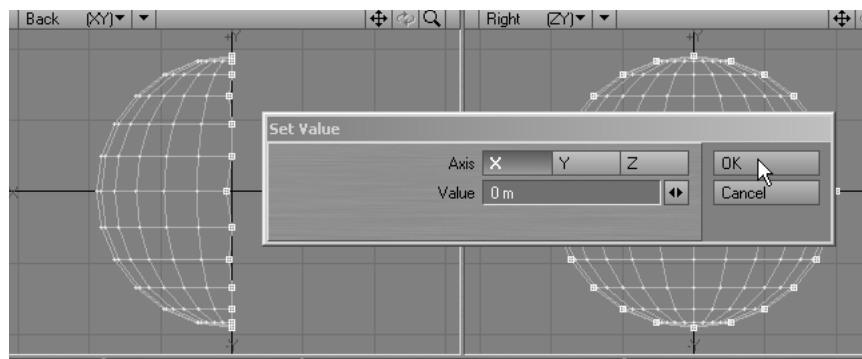 Back (XY) Right (ZY)
+Y +Y
Set Value
Axis X Y Z OK
Value 0 m Cancel
X
-Y -Y